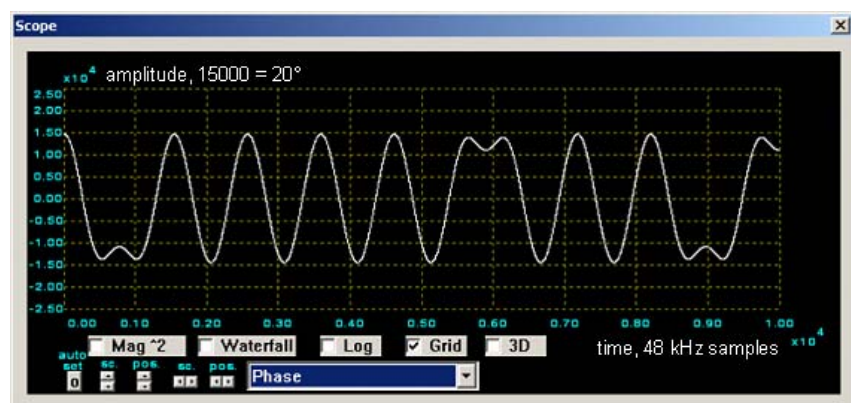 Scope
x10⁴ amplitude, 15000 = 20°
2.50
2.00
1.50
1.00
0.50
0.00
-0.50
-1.00
-1.50
-2.00
-2.50
0.00 0.10 0.20 0.30 0.40 0.50 0.60 0.70 0.80 0.90 1.00
Mag ^2 Waterfall Log Grid 3D time, 48 kHz samples x10⁴
auto
set sc. pos. sc. pos. Phase
0